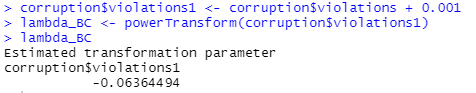 > corruption$violations1 <- corruption$violations + 0.001
> lambda_BC <- powerTransform(corruption$violations1)
> lambda_BC
Estimated transformation parameter
corruption$violations1
-0.06364494